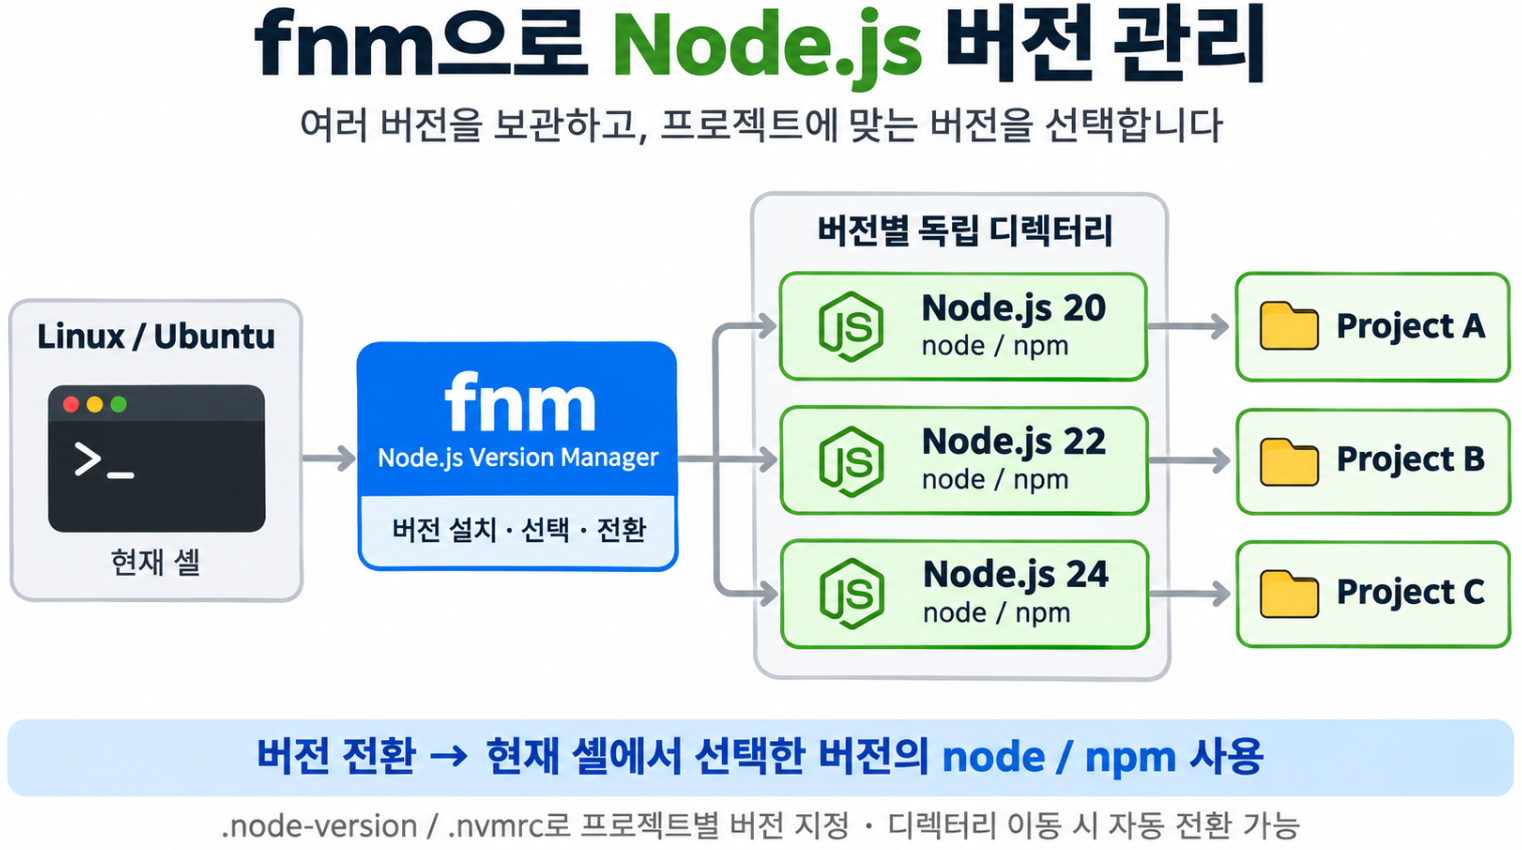 fnm으로 Node.js 버전 관리
여러 버전을 보관하고, 프로젝트에 맞는 버전을 선택합니다
Linux / Ubuntu
>_
현재 셸
fnm
Node.js Version Manager
버전 설치 · 선택 · 전환
버전별 독립 디렉터리
JS
Node.js 20
node / npm
JS
Node.js 22
node / npm
JS
Node.js 24
node / npm
Project A
Project B
Project C
버전 전환 → 현재 셸에서 선택한 버전의 node / npm 사용
.node-version / .nvmrc로 프로젝트별 버전 지정 · 디렉터리 이동 시 자동 전환 가능